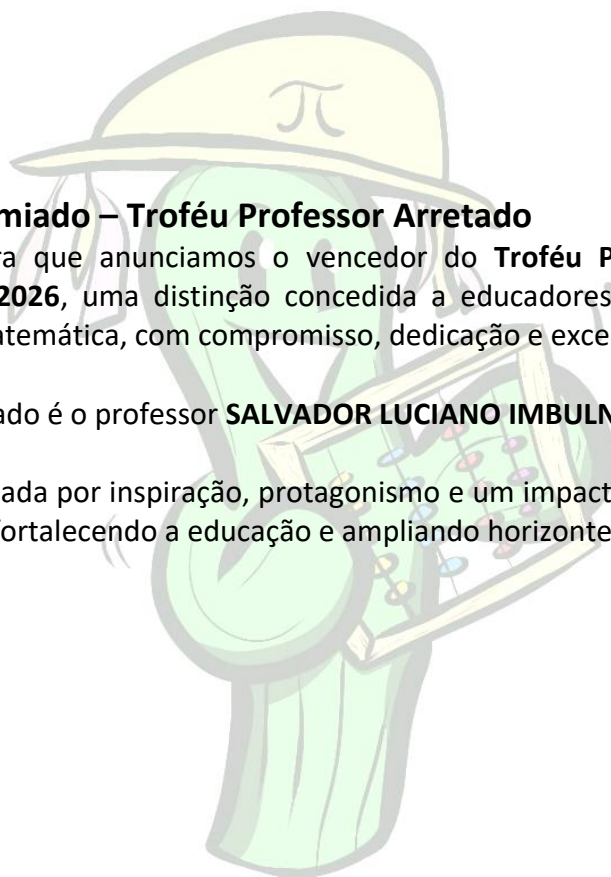 π
miado – Troféu Professor Arretado
ra que anunciamos o vencedor do Troféu P
2026, uma distinção concedida a educadores
atemática, com compromisso, dedicação e exce
ado é o professor SALVADOR LUCIANO IMBULN
ada por inspiração, protagonismo e um impact
fortalecendo a educação e ampliando horizonte